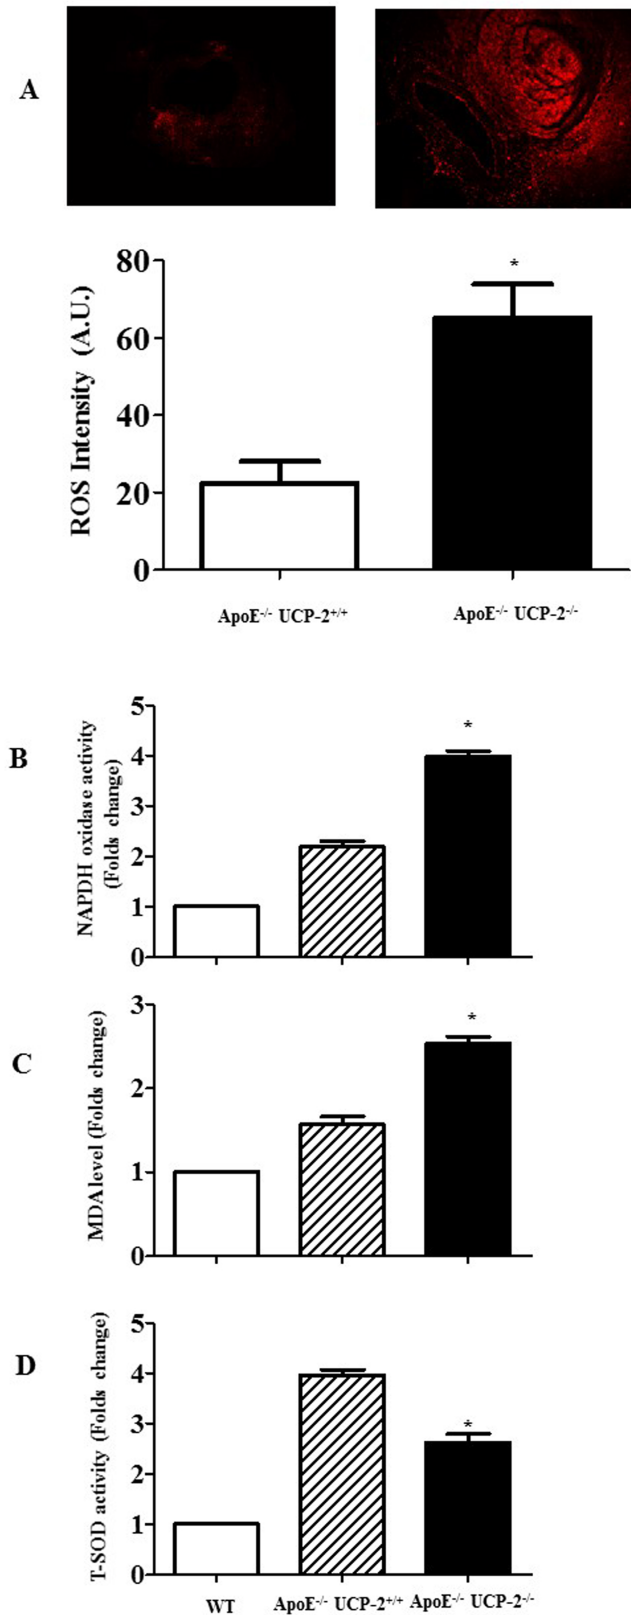 A
80
60
40
20
0
ROS Intensity (A.U.)
*
ApoE-/- UCP-2+/+
ApoE-/- UCP-2-/-
B
NAPDH oxidase activity
(Folds change)
5
4
3
2
1
0
*
C
MDA level (Folds change)
3
2
1
0
*
D
T-SOD activity (Folds change)
5
4
3
2
1
0
*
WT
ApoE-/- UCP-2+/+
ApoE-/- UCP-2-/-